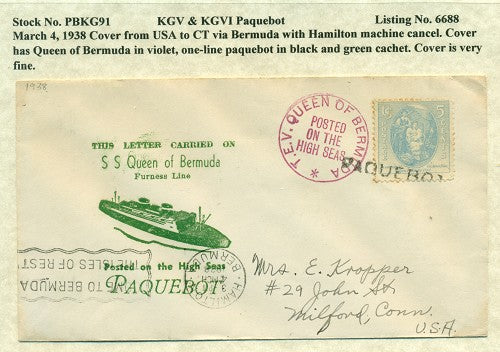 Stock No. PBKG91 KGV & KGVI Paquebot Listing No. 6688
March 4, 1938 Cover from USA to CT via Bermuda with Hamilton machine cancel. Cover
has Queen of Bermuda in violet, one-line paquebot in black and green cachet. Cover is very
fine.
1938
THIS LETTER CARRIED ON
S S Queen of Bermuda
Furness Line
T.E.V. QUEEN OF BERMUDA *
POSTED
ON THE
HIGH SEAS
5
PAQUEBOT
Posted on the High Seas
PAQUEBOT
TO BERMUDA
THE ISLES OF REST
HAMILTON
BERMUDA
Mrs. E. Kropper
#29 John St.
Milford, Conn.
U.S.A.